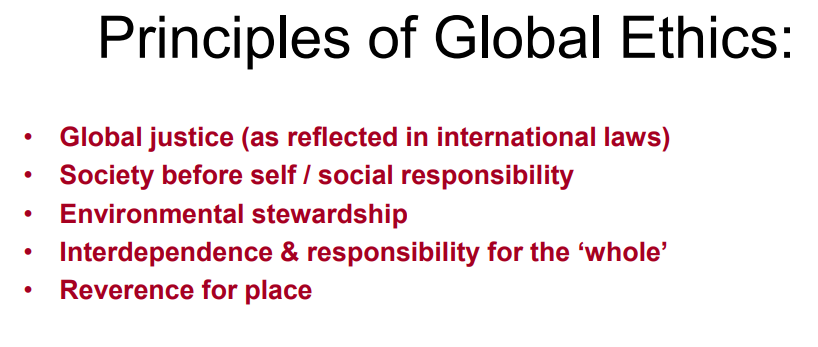 Principles of Global Ethics:
• Global justice (as reflected in international laws)
• Society before self / social responsibility
• Environmental stewardship
• Interdependence & responsibility for the ‘whole’
• Reverence for place